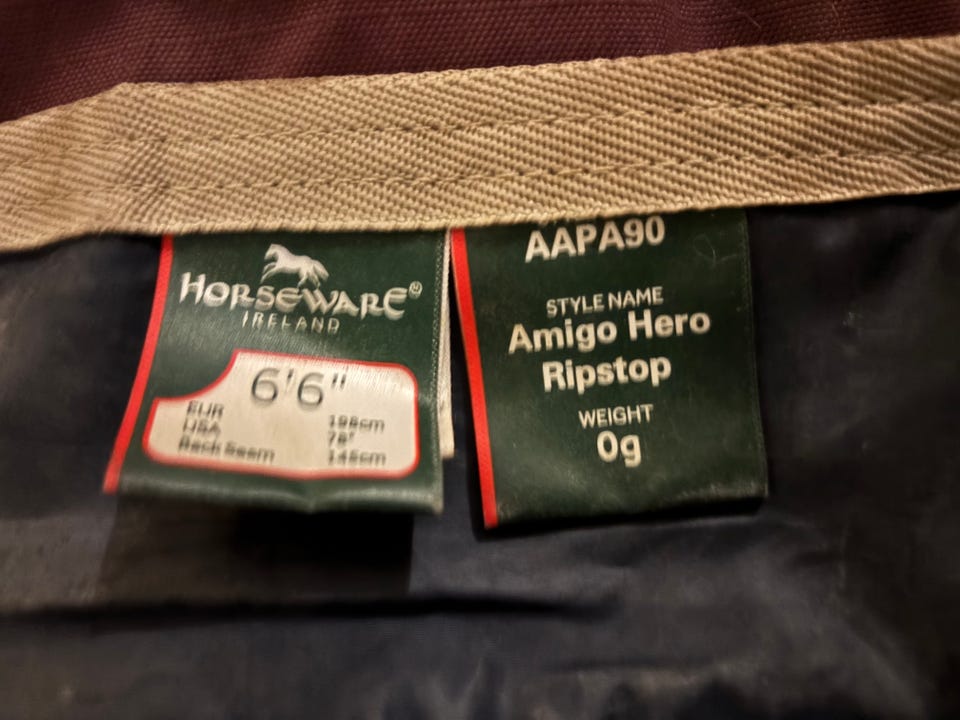 HORSEWARE®
IRELAND
6'6"
EUR 198cm
USA 78"
Back Seam 145cm
AAPA90
STYLE NAME
Amigo Hero
Ripstop
WEIGHT
0g